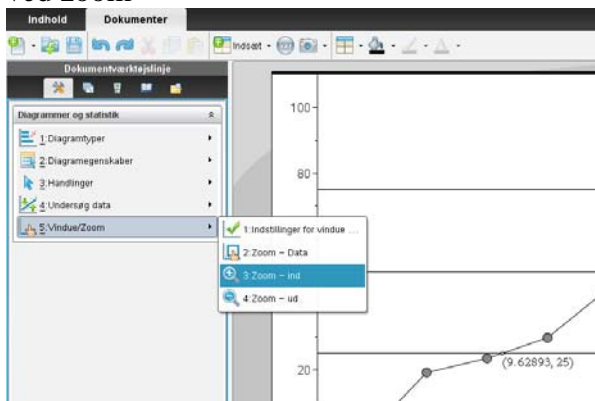 ved zoom
Indhold
Dokumenter
Indsæt
Dokumentværktøjslinje
Diagrammer og statistik
1:Diagramtyper
2:Diagramegenskaber
3:Handlinger
4:Undersøg data
5:Vindue/Zoom
1:Indstillinger for vindue ...
2:Zoom – Data
3:Zoom – ind
4:Zoom – ud
100
80
(9.62893, 25)
20